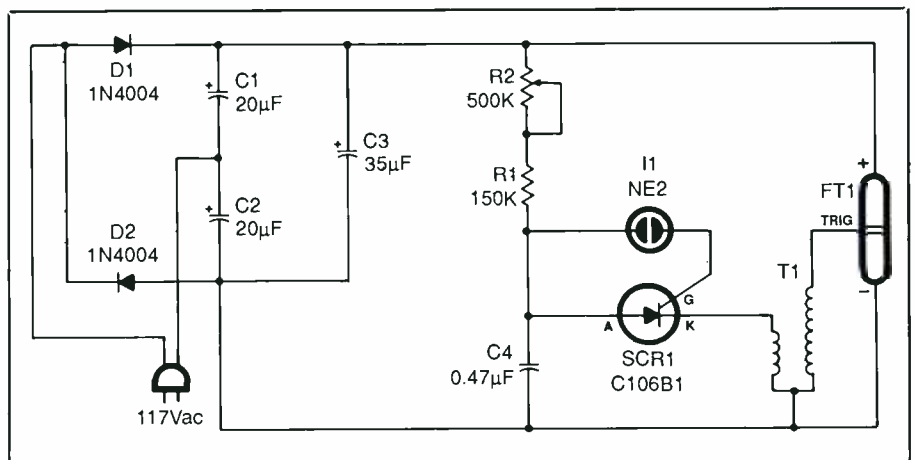 D1
1N4004
+
C1
20µF
+
C2
20µF
D2
1N4004
+
C3
35µF
R2
500K
R1
150K
I1
NE2
G
A
K
SCR1
C106B1
C4
0.47µF
T1
+
FT1
TRIG
−
117Vac